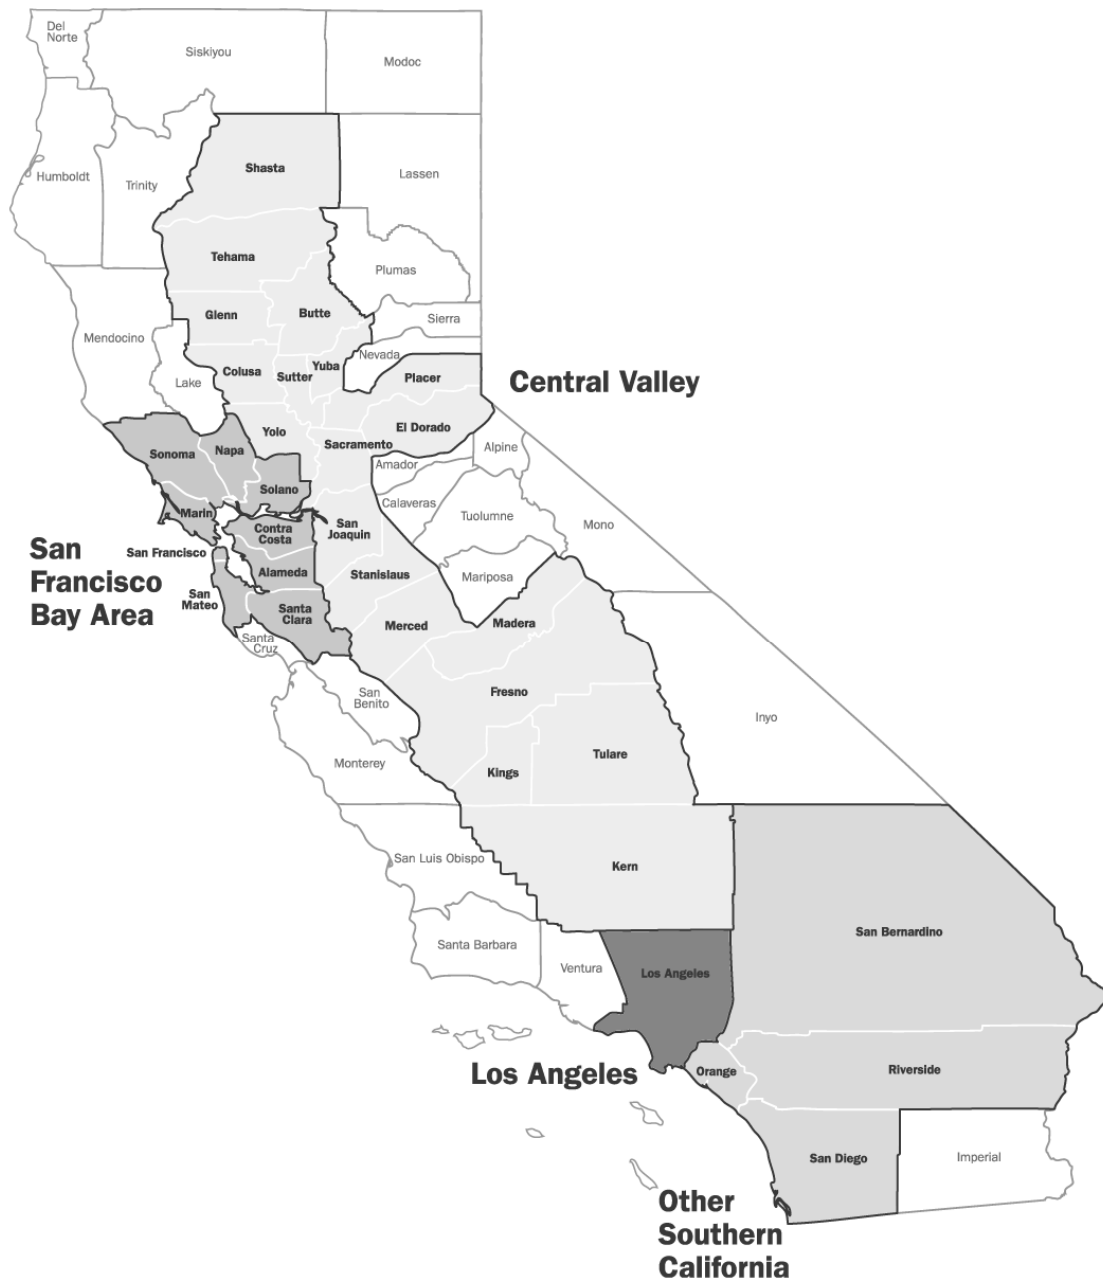 Del
Norte
Siskiyou
Modoc
Shasta
Humboldt
Trinity
Lassen
Tehama
Plumas
Glenn
Butte
Sierra
Mendocino
Nevada
Lake
Colusa
Sutter
Yuba
Placer
Central Valley
El Dorado
Yolo
Sacramento
Sonoma
Napa
Amador
Alpine
Solano
Calaveras
Marin
Tuolumne
Mono
Contra
Costa
San
Joaquin
San
Francisco
Bay Area
San Francisco
Alameda
Stanislaus
Mariposa
San
Mateo
Santa
Clara
Merced
Madera
Santa
Cruz
San
Benito
Fresno
Inyo
Monterey
Kings
Tulare
San Luis Obispo
Kern
San Bernardino
Santa Barbara
Ventura
Los Angeles
Los Angeles
Orange
Riverside
San Diego
Imperial
Other
Southern
California